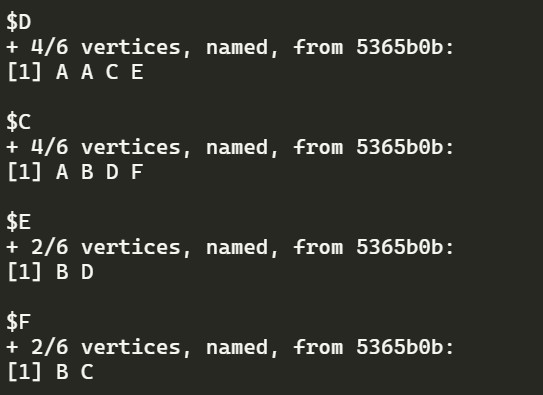 $D
+ 4/6 vertices, named, from 5365b0b:
[1] A A C E
$C
+ 4/6 vertices, named, from 5365b0b:
[1] A B D F
$E
+ 2/6 vertices, named, from 5365b0b:
[1] B D
$F
+ 2/6 vertices, named, from 5365b0b:
[1] B C